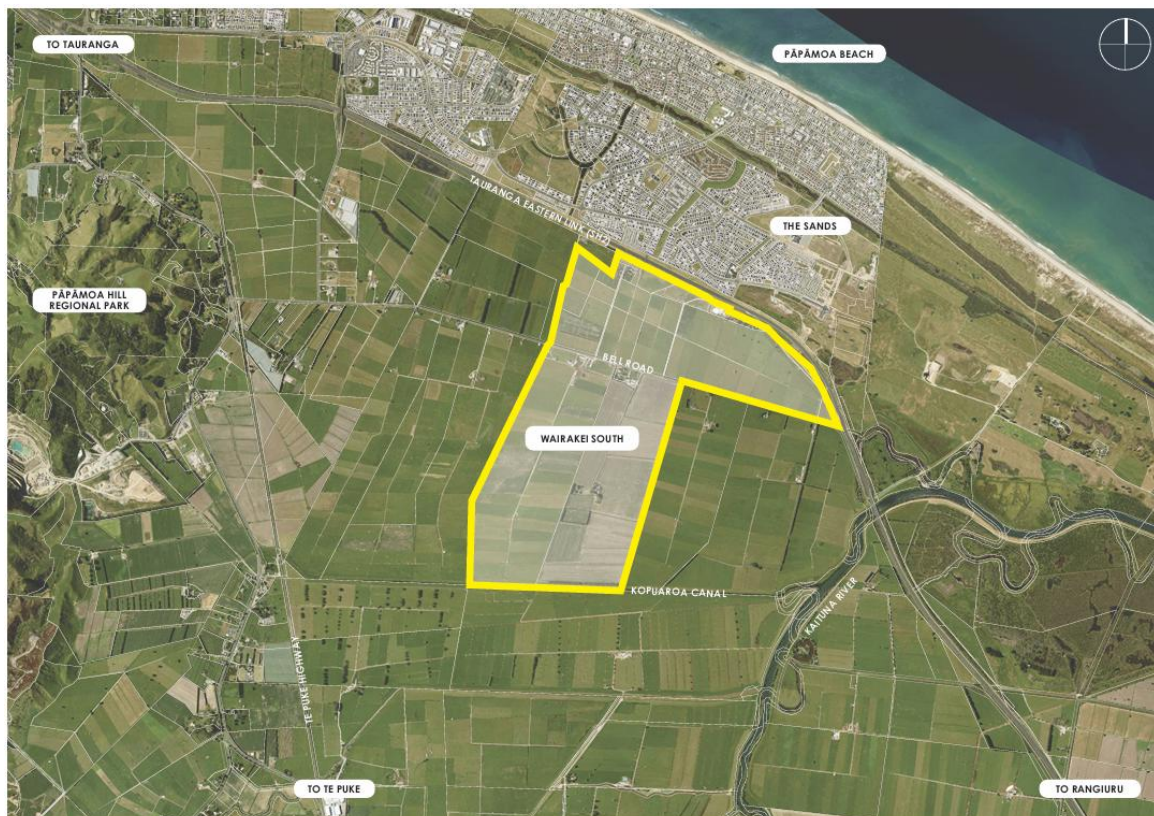 TO TAURANGA
PĀPĀMOA BEACH
TAURANGA EASTERN LINK (SH2)
THE SANDS
PĀPĀMOA HILL
REGIONAL PARK
BELL ROAD
WAIRAKEI SOUTH
KOPUAROA CANAL
KAITUNA RIVER
TE PUKE HIGHWAY
TO TE PUKE
TO RANGIURU